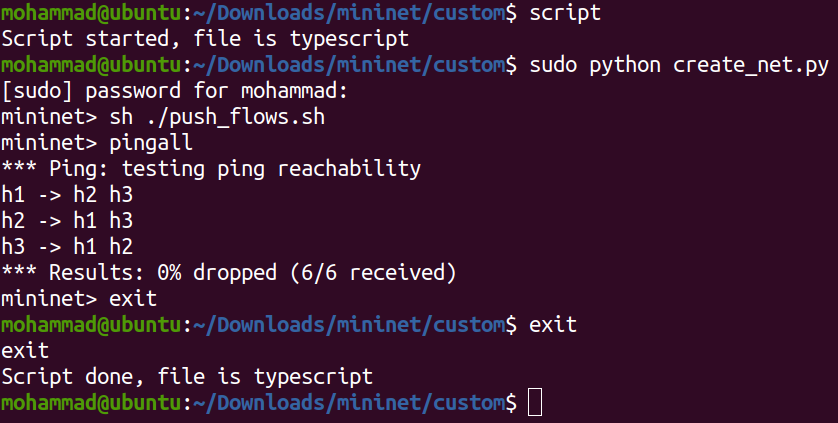 mohammad@ubuntu:~/Downloads/mininet/custom$ script
Script started, file is typescript
mohammad@ubuntu:~/Downloads/mininet/custom$ sudo python create_net.py
[sudo] password for mohammad:
mininet> sh ./push_flows.sh
mininet> pingall
*** Ping: testing ping reachability
h1 -> h2 h3
h2 -> h1 h3
h3 -> h1 h2
*** Results: 0% dropped (6/6 received)
mininet> exit
mohammad@ubuntu:~/Downloads/mininet/custom$ exit
exit
Script done, file is typescript
mohammad@ubuntu:~/Downloads/mininet/custom$